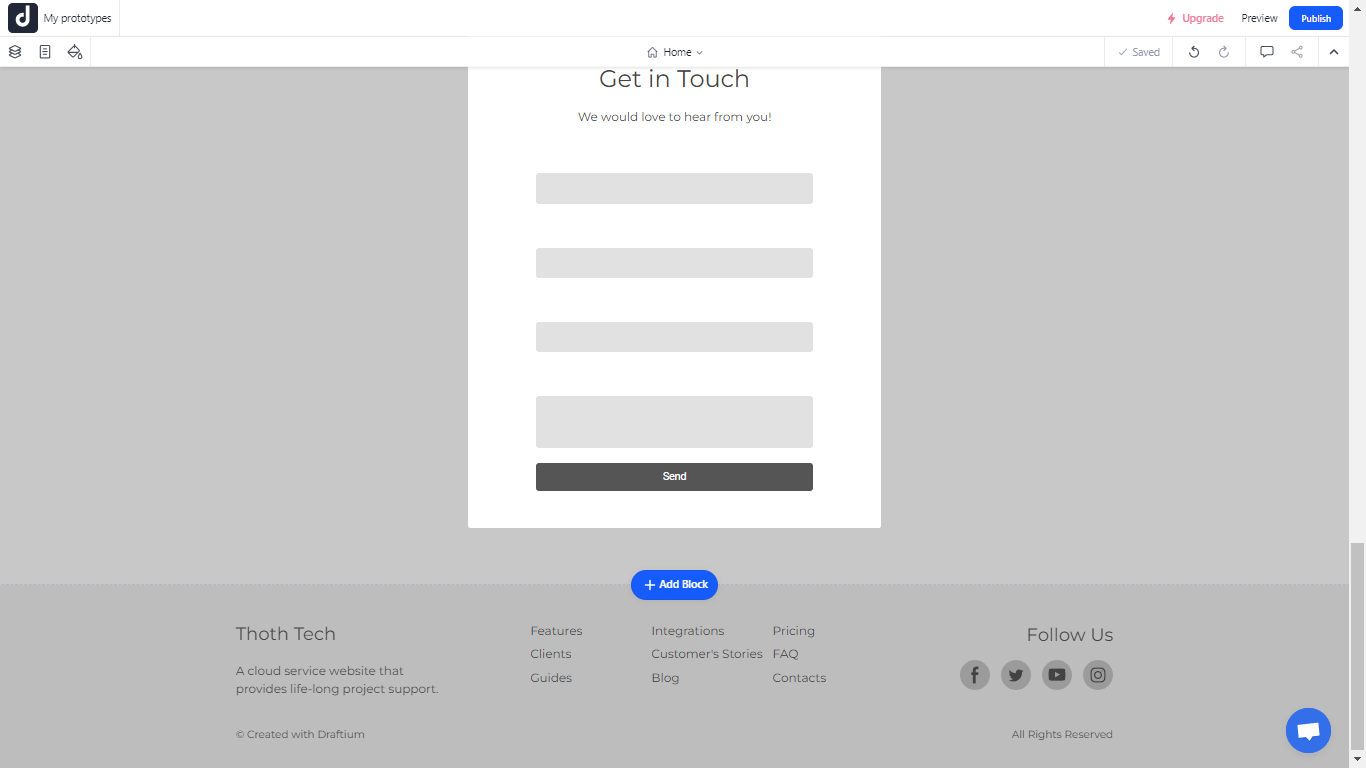 My prototypes
Upgrade
Preview
Publish
Home
Saved
Get in Touch
We would love to hear from you!
Send
Add Block
Thoth Tech
A cloud service website that
provides life-long project support.
Features
Clients
Guides
Integrations
Customer's Stories
Blog
Pricing
FAQ
Contacts
Follow Us
© Created with Draftium
All Rights Reserved